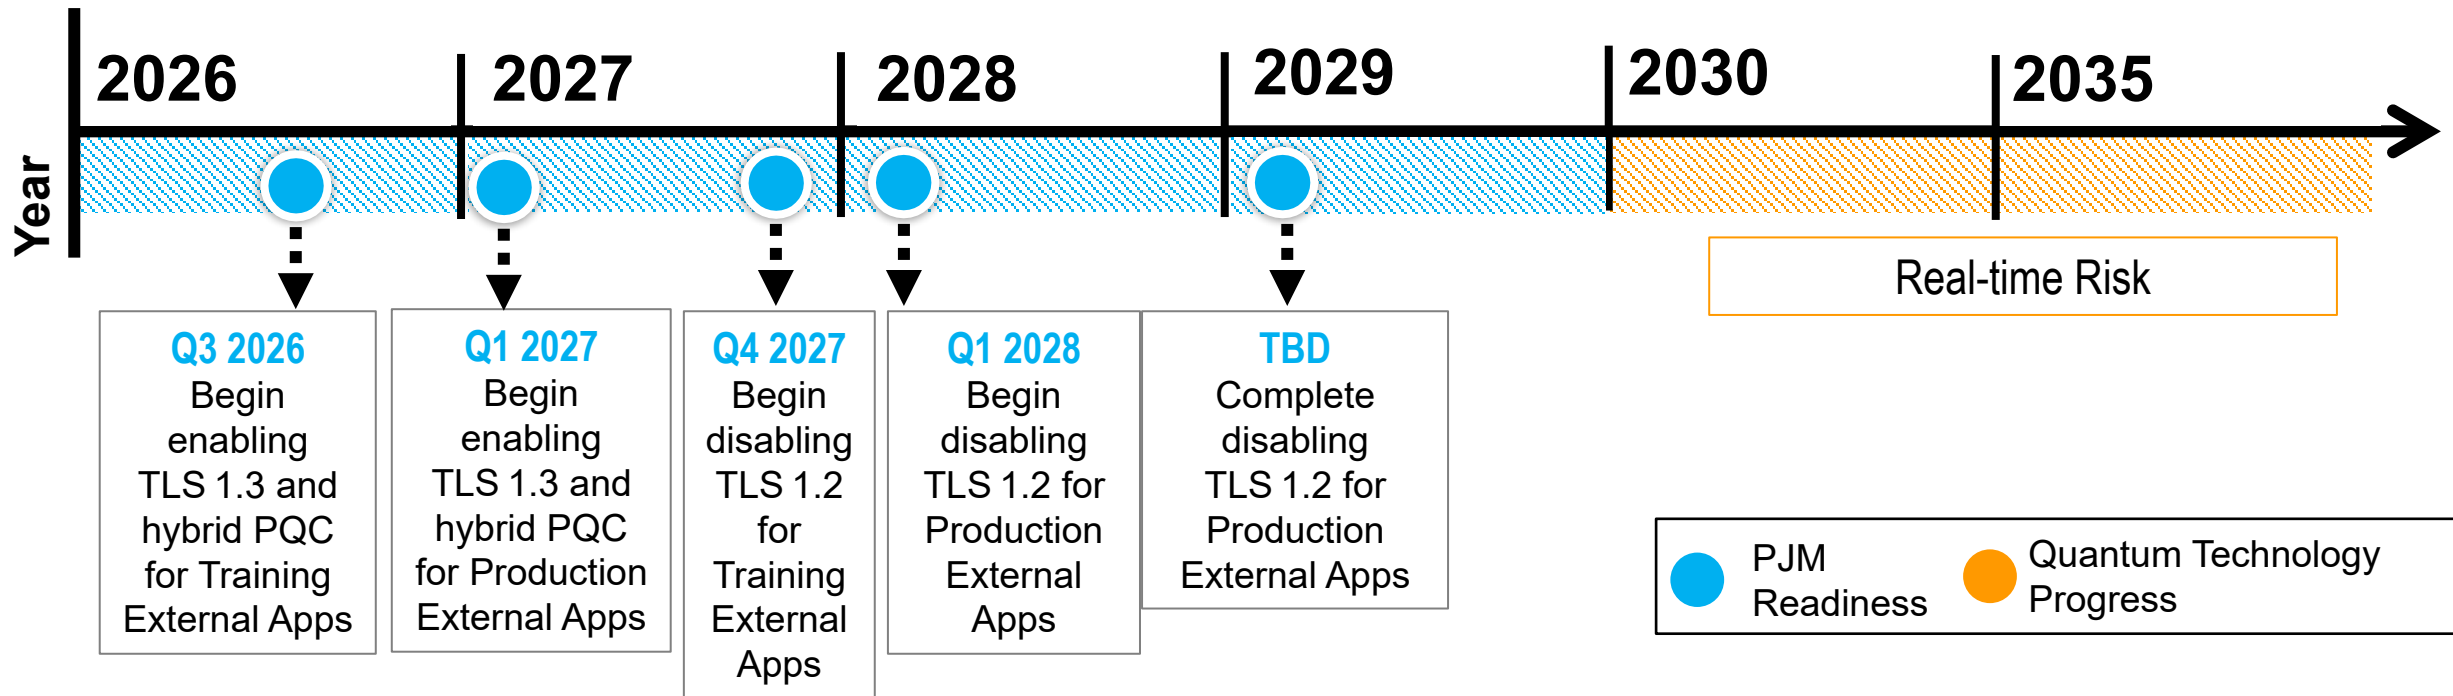 Year
2026
2027
2028
2029
2030
2035
Q3 2026
Begin
enabling
TLS 1.3 and
hybrid PQC
for Training
External Apps
Q1 2027
Begin
enabling
TLS 1.3 and
hybrid PQC
for Production
External Apps
Q4 2027
Begin
disabling
TLS 1.2
for
Training
External
Apps
Q1 2028
Begin
disabling
TLS 1.2 for
Production
External
Apps
TBD
Complete
disabling
TLS 1.2 for
Production
External Apps
Real-time Risk
PJM
Readiness
Quantum Technology
Progress